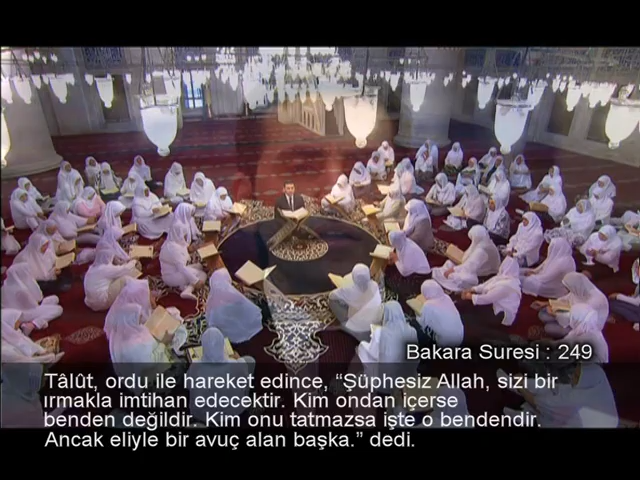 Bakara Suresi : 249
Tâlût, ordu ile hareket edince, “Şüphesiz Allah, sizi bir
ırmakla imtihan edecektir. Kim ondan içerse
benden değildir. Kim onu tatmazsa işte o bendendir.
Ancak eliyle bir avuç alan başka.” dedi.